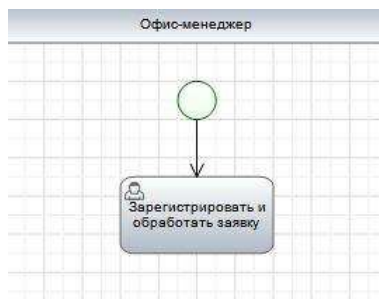 Офис-менеджер
Зарегистрировать и
обработать заявку